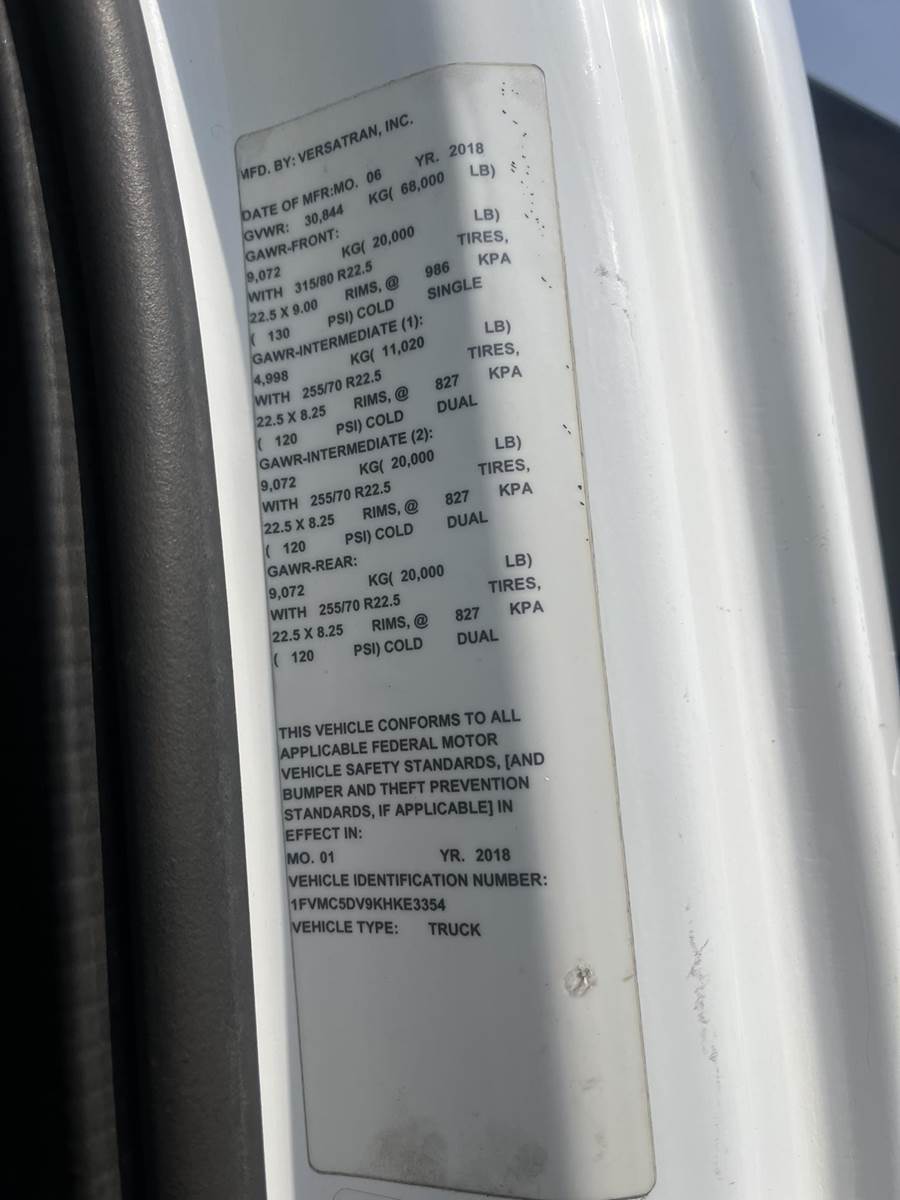 MFD. BY: VERSATRAN, INC.
DATE OF MFR:MO. 06 YR. 2018
GVWR: 30,844 KG( 68,000 LB)
GAWR-FRONT:
9,072 KG( 20,000 LB)
WITH 315/80 R22.5 TIRES,
22.5 X 9.00 RIMS, @ 986 KPA
( 130 PSI) COLD SINGLE
GAWR-INTERMEDIATE (1):
4,998 KG( 11,020 LB)
WITH 255/70 R22.5 TIRES,
22.5 X 8.25 RIMS, @ 827 KPA
( 120 PSI) COLD DUAL
GAWR-INTERMEDIATE (2):
9,072 KG( 20,000 LB)
WITH 255/70 R22.5 TIRES,
22.5 X 8.25 RIMS, @ 827 KPA
( 120 PSI) COLD DUAL
GAWR-REAR:
9,072 KG( 20,000 LB)
WITH 255/70 R22.5 TIRES,
22.5 X 8.25 RIMS, @ 827 KPA
( 120 PSI) COLD DUAL
THIS VEHICLE CONFORMS TO ALL
APPLICABLE FEDERAL MOTOR
VEHICLE SAFETY STANDARDS, [AND
BUMPER AND THEFT PREVENTION
STANDARDS, IF APPLICABLE] IN
EFFECT IN:
MO. 01 YR. 2018
VEHICLE IDENTIFICATION NUMBER:
1FVMC5DV9KHKE3354
VEHICLE TYPE: TRUCK